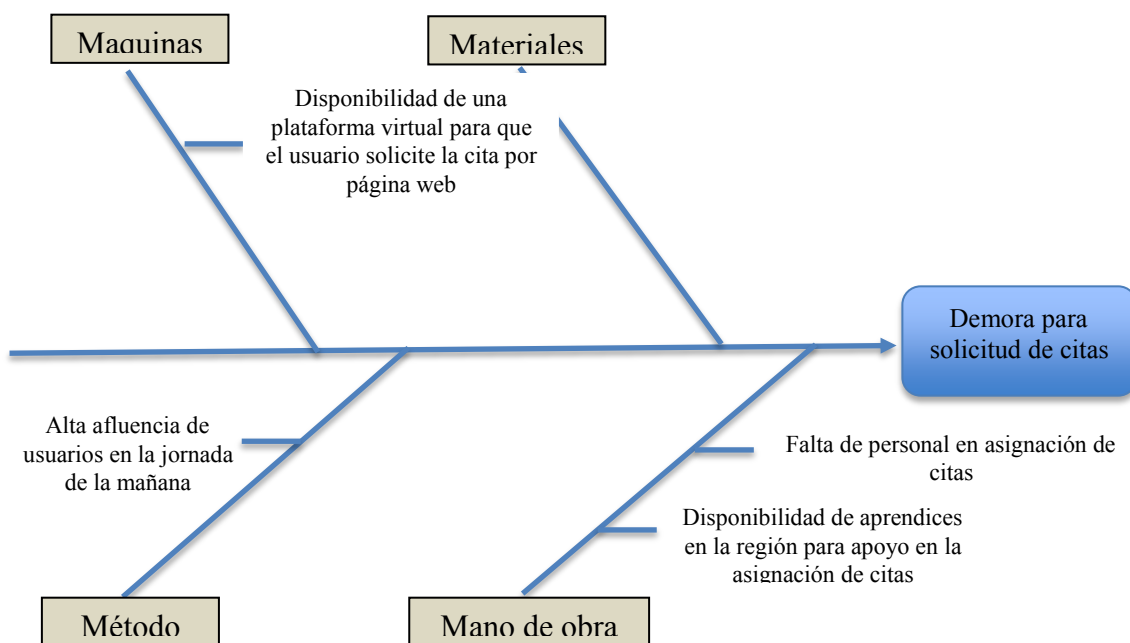 Maquinas
Materiales
Disponibilidad de una
plataforma virtual para que
el usuario solicite la cita por
página web
Demora para
solicitud de citas
Alta afluencia de
usuarios en la jornada
de la mañana
Falta de personal en asignación de
citas
Disponibilidad de aprendices
en la región para apoyo en la
asignación de citas
Método
Mano de obra